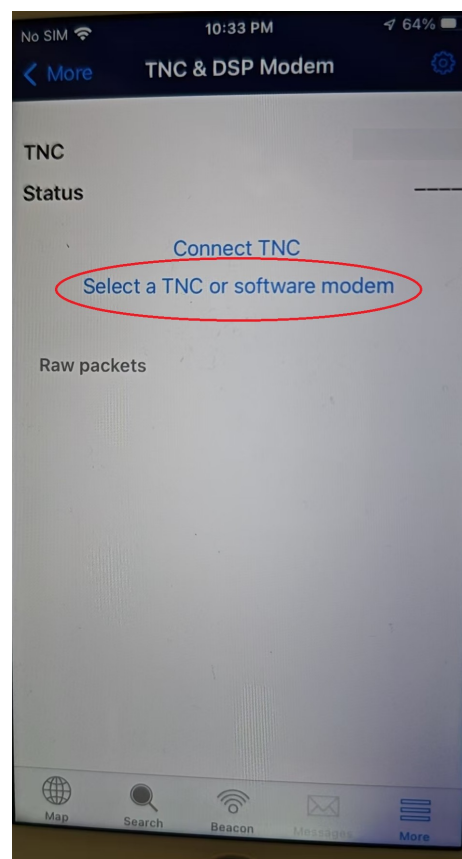 No SIM 10:33 PM 64%
More TNC & DSP Modem
TNC
Status ----
Connect TNC
Select a TNC or software modem
Raw packets
Map Search Beacon Messages More